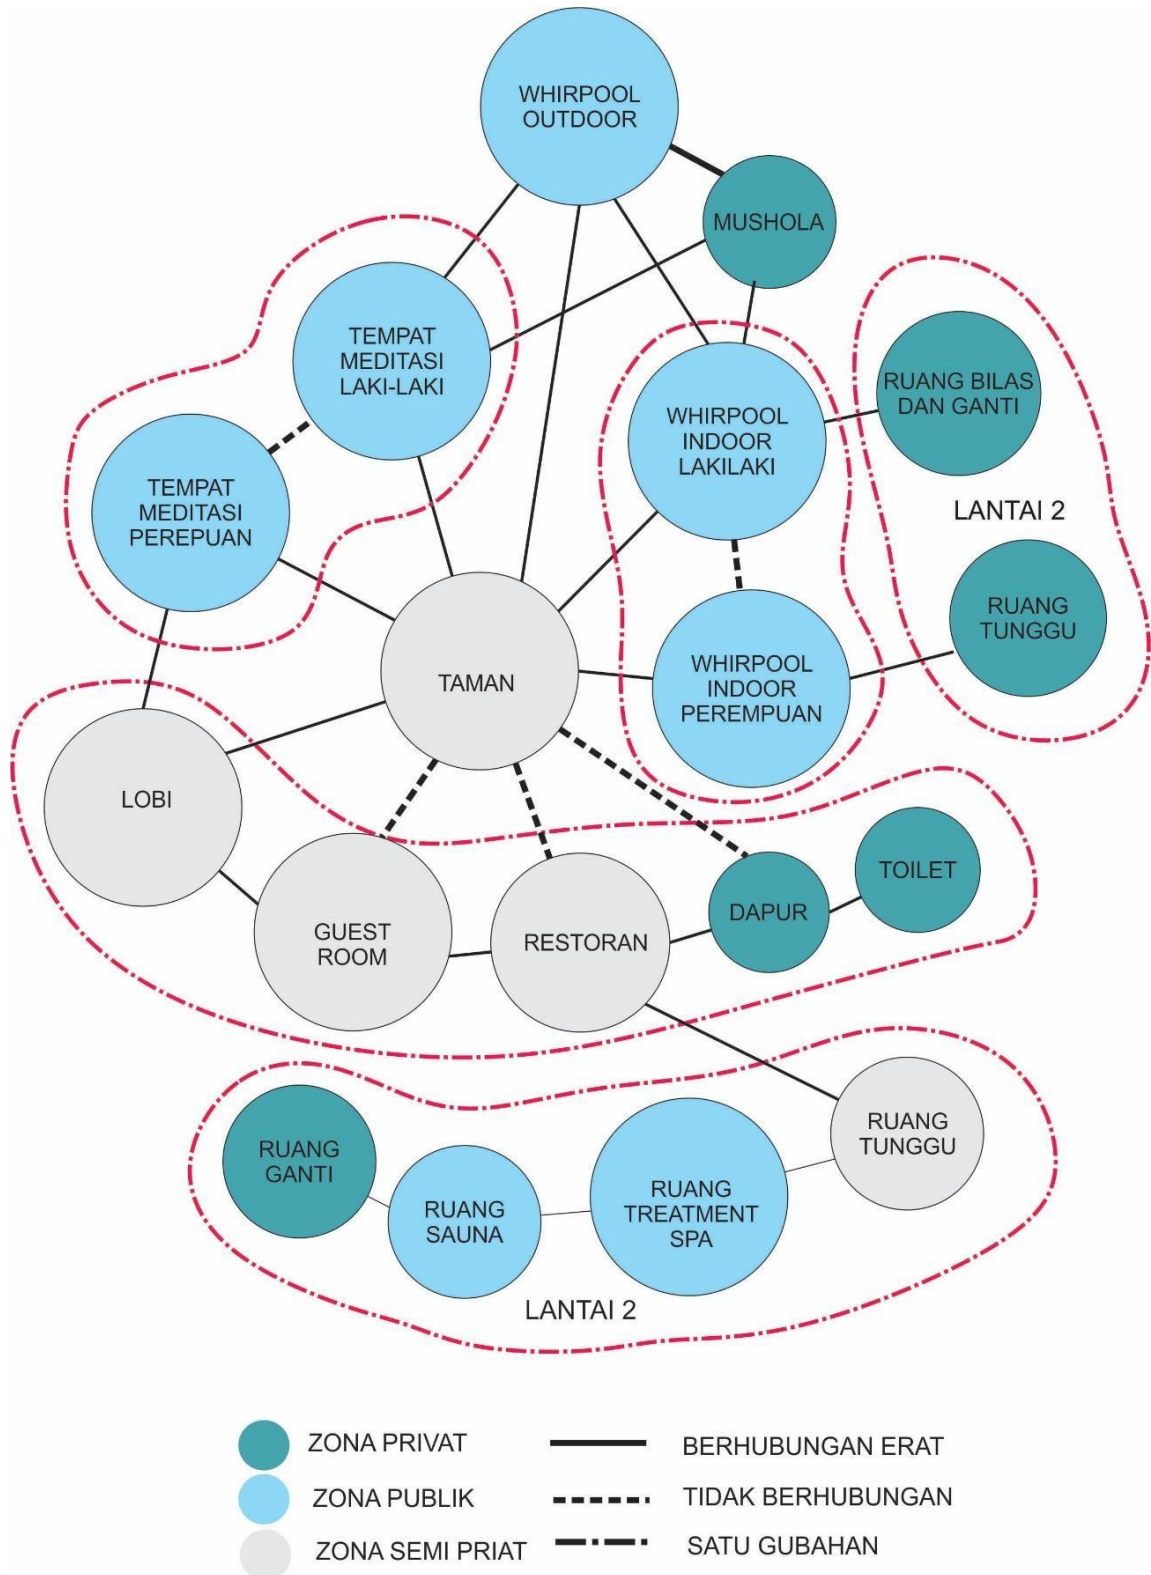 WHIRPOOL
OUTDOOR
MUSHOLA
TEMPAT
MEDITASI
LAKI-LAKI
RUANG BILAS
DAN GANTI
WHIRPOOL
INDOOR
LAKILAKI
TEMPAT
MEDITASI
PEREPUAN
LANTAI 2
RUANG
TUNGGU
TAMAN
WHIRPOOL
INDOOR
PEREMPUAN
LOBI
GUEST
ROOM
RESTORAN
DAPUR
TOILET
RUANG
GANTI
RUANG
SAUNA
RUANG
TREATMENT
SPA
RUANG
TUNGGU
LANTAI 2
ZONA PRIVAT
BERHUBUNGAN ERAT
ZONA PUBLIK
TIDAK BERHUBUNGAN
ZONA SEMI PRIAT
SATU GUBAHAN